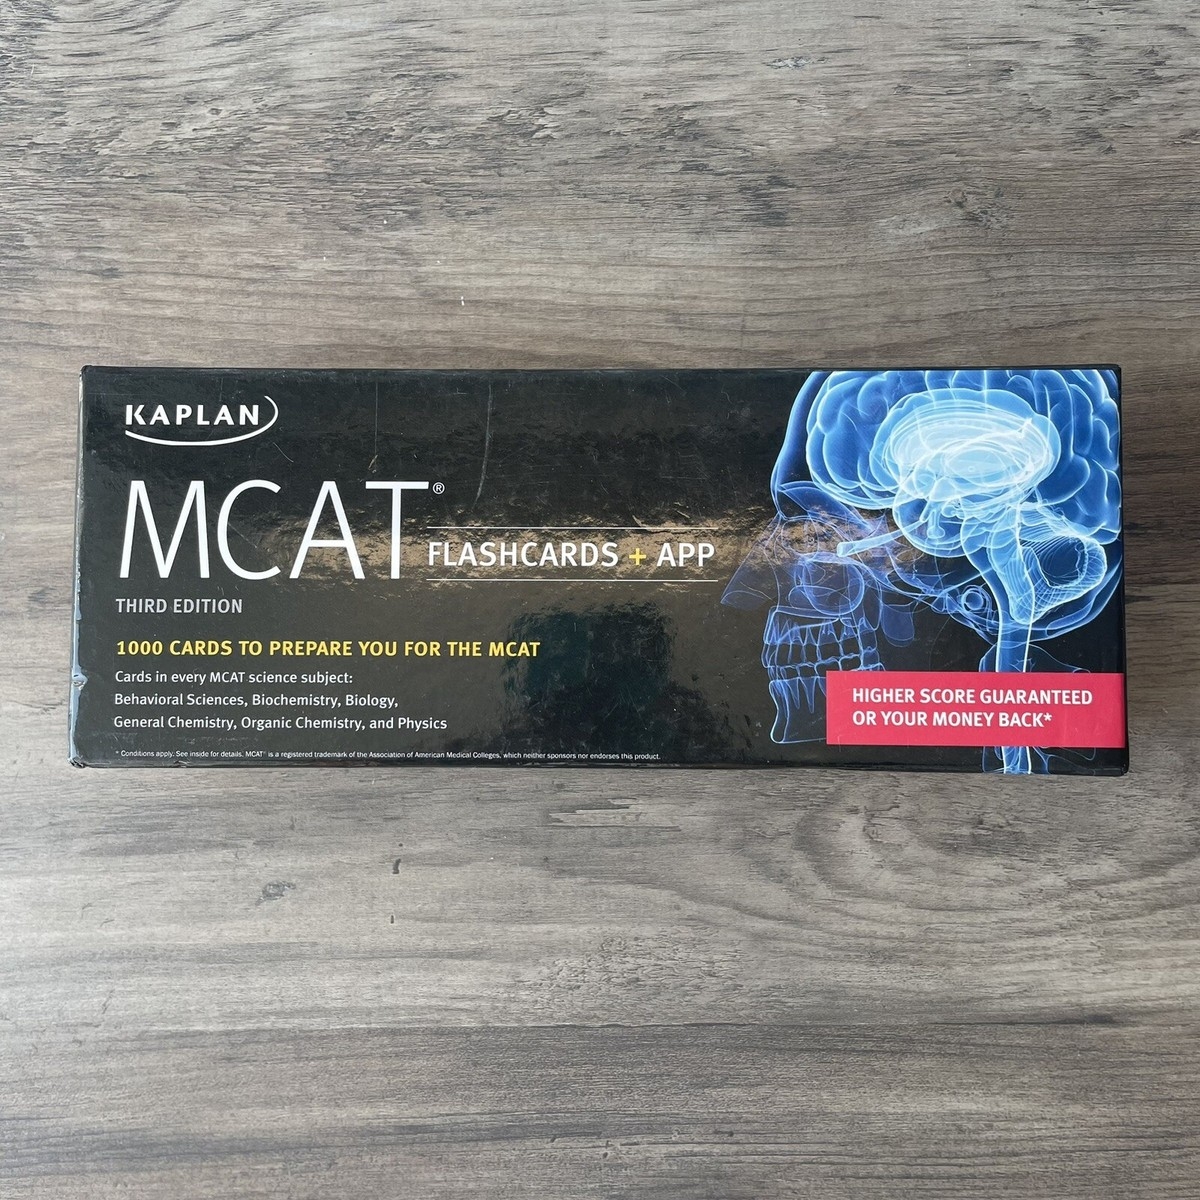 KAPLAN
MCAT®
FLASHCARDS + APP
THIRD EDITION
1000 CARDS TO PREPARE YOU FOR THE MCAT
Cards in every MCAT science subject:
Behavioral Sciences, Biochemistry, Biology,
General Chemistry, Organic Chemistry, and Physics
HIGHER SCORE GUARANTEED
OR YOUR MONEY BACK*
* Conditions apply. See inside for details. MCAT® is a registered trademark of the Association of American Medical Colleges, which neither sponsors nor endorses this product.